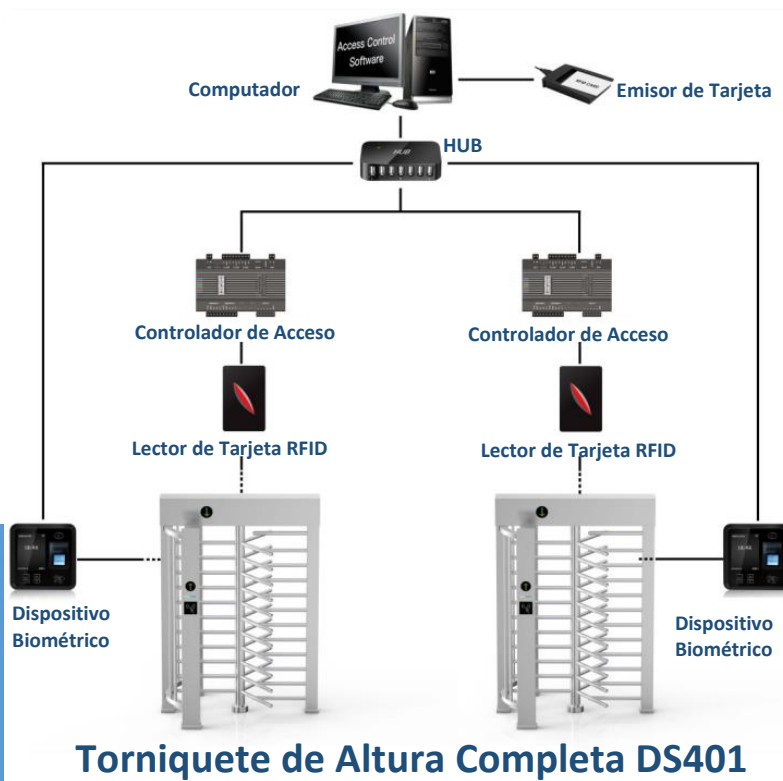 Access Control
Software
Computador
Emisor de Tarjeta
HUB
HUB
Controlador de Acceso
Controlador de Acceso
Lector de Tarjeta RFID
Lector de Tarjeta RFID
Dispositivo
Biométrico
Dispositivo
Biométrico
Torniquete de Altura Completa DS401